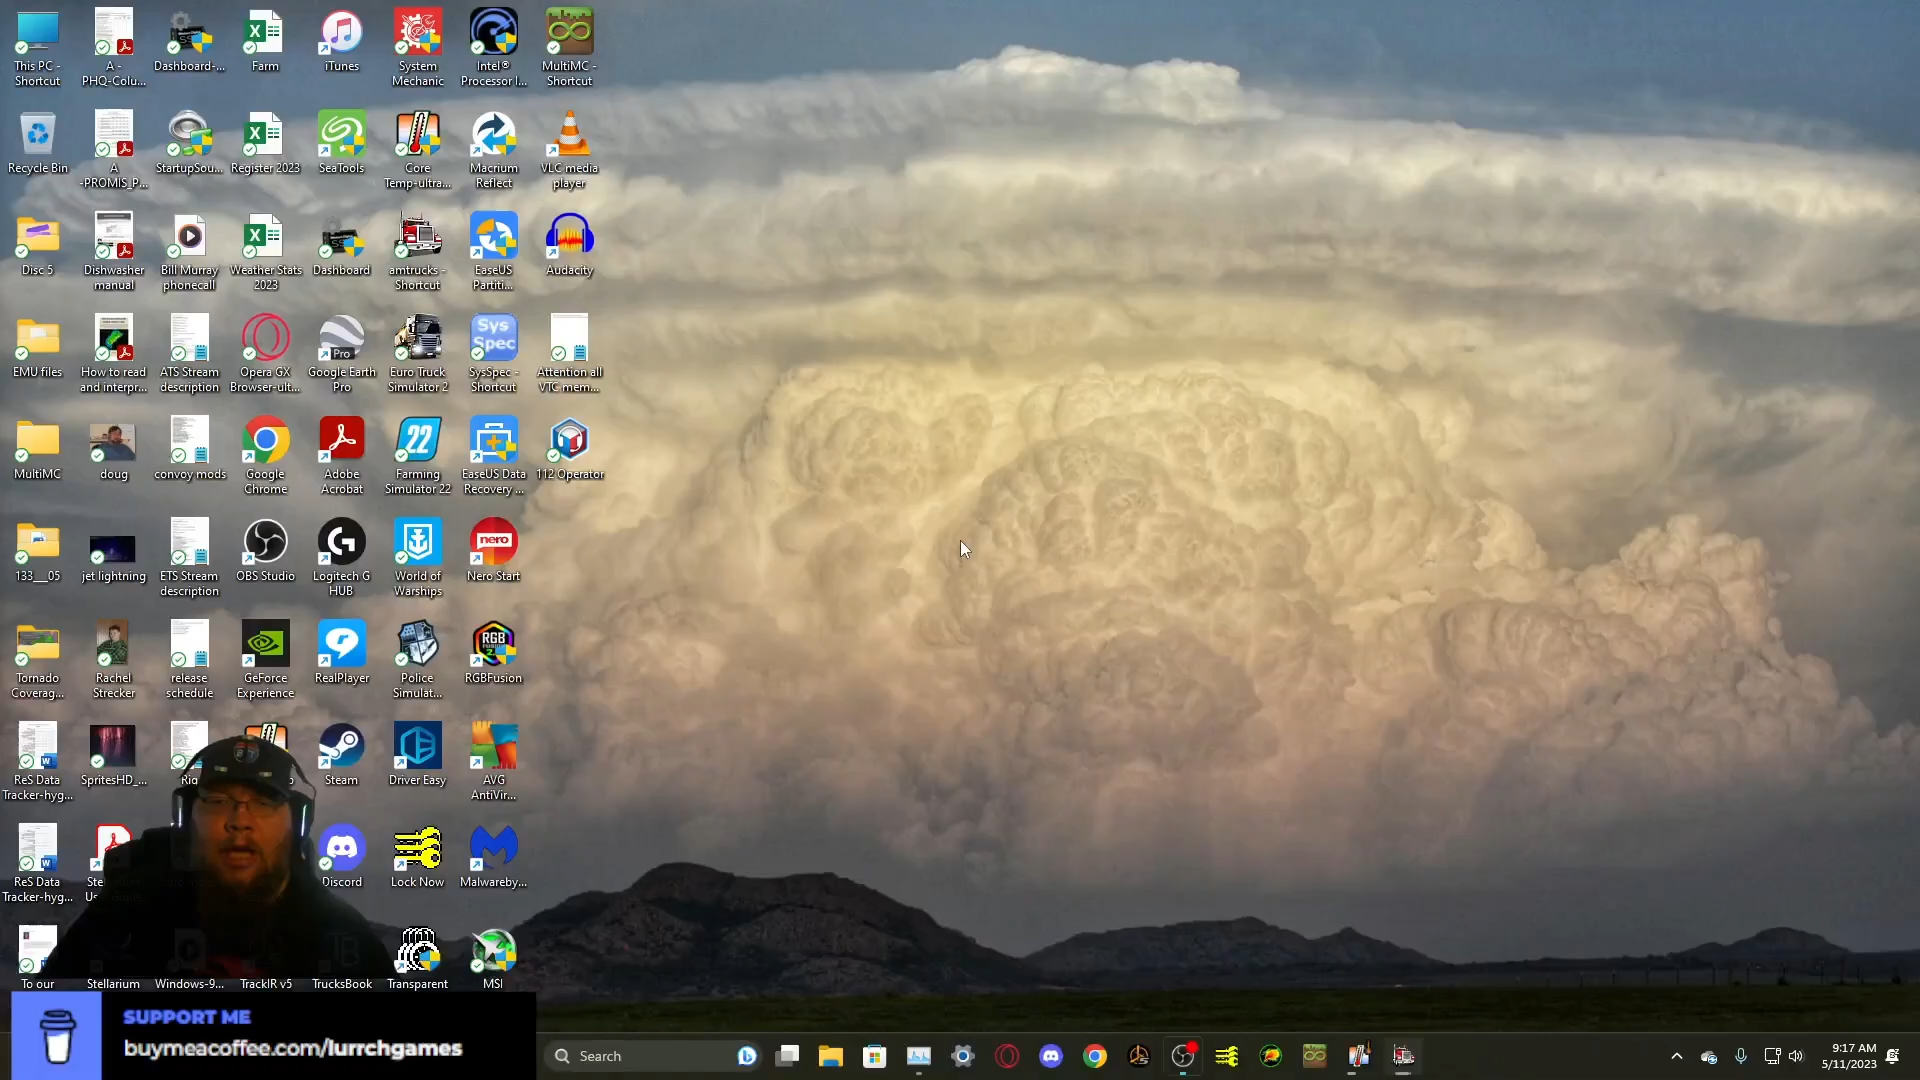 This PC -
Shortcut
A -
PHQ-Colu...
Dashboard-...
Farm
iTunes
System
Mechanic
Intel®
Processor I...
MultiMC -
Shortcut
Recycle Bin
A
-PROMIS_P...
StartupSou...
Register 2023
SeaTools
Core
Temp-ultra...
Macrium
Reflect
VLC media
player
Disc 5
Dishwasher
manual
Bill Murray
phonecall
Weather Stats
2023
Dashboard
amtrucks -
Shortcut
EaseUS
Partiti...
Audacity
Pro
Sys
Spec
EMU files
How to read
and interpr...
ATS Stream
description
Opera GX
Browser-ult...
Google Earth
Pro
Euro Truck
Simulator 2
SysSpec -
Shortcut
Attention all
VTC mem...
22
MultiMC
doug
convoy mods
Google
Chrome
Adobe
Acrobat
Farming
Simulator 22
EaseUS Data
Recovery ...
112 Operator
nero
133__05
jet lightning
ETS Stream
description
OBS Studio
Logitech G
HUB
World of
Warships
Nero Start
RGB
Tornado
Coverag...
Rachel
Strecker
release
schedule
GeForce
Experience
RealPlayer
Police
Simulat...
RGBFusion
ReS Data
Tracker-hyg...
SpritesHD_...
Steam
Driver Easy
AVG
AntiVir...
ReS Data
Tracker-hyg...
Discord
Lock Now
Malwareby...
To our
Stellarium
Windows-9...
TrackIR v5
TrucksBook
Transparent
MSI
SUPPORT ME
buymeacoffee.com/lurrchgames
Search
9:17 AM
5/11/2023